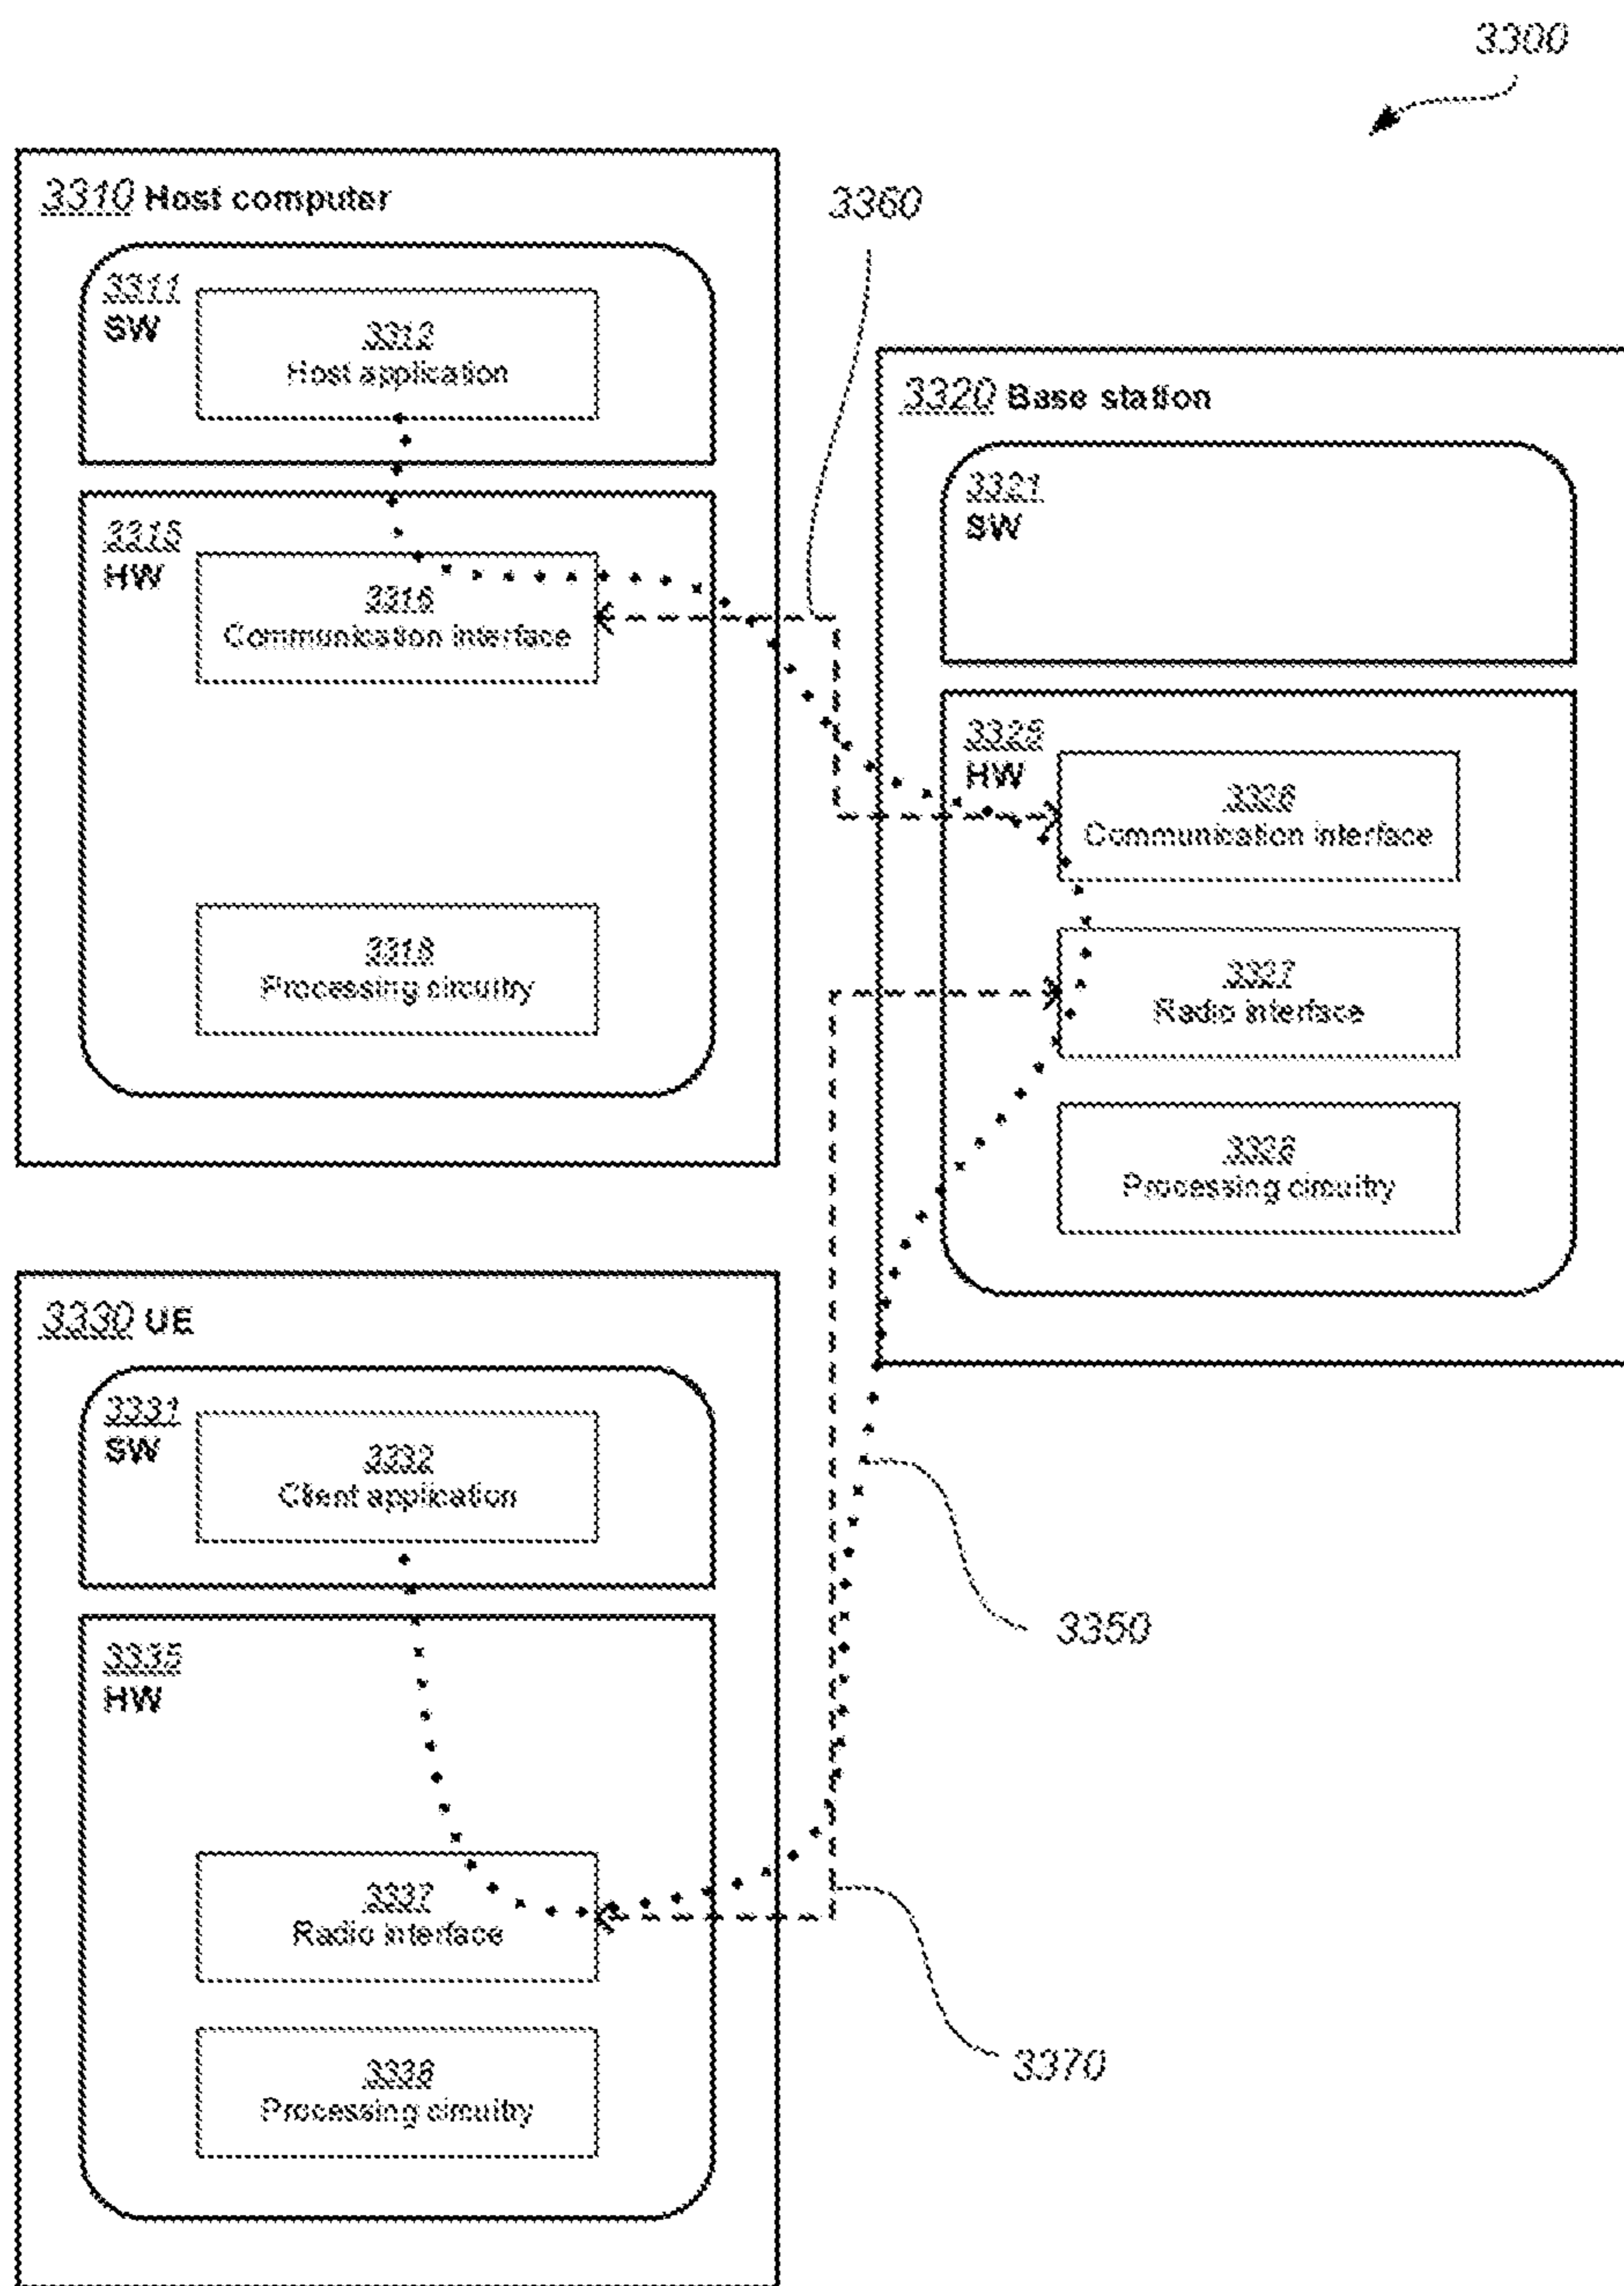 3300
3310 Host computer
3311
SW
3312
Host application
3315
HW
3316
Communication interface
3318
Processing circuitry
3360
3320 Base station
3321
SW
3325
HW
3326
Communication interface
3327
Radio interface
3328
Processing circuitry
3330 UE
3331
SW
3332
Client application
3335
HW
3337
Radio interface
3338
Processing circuitry
3350
3370